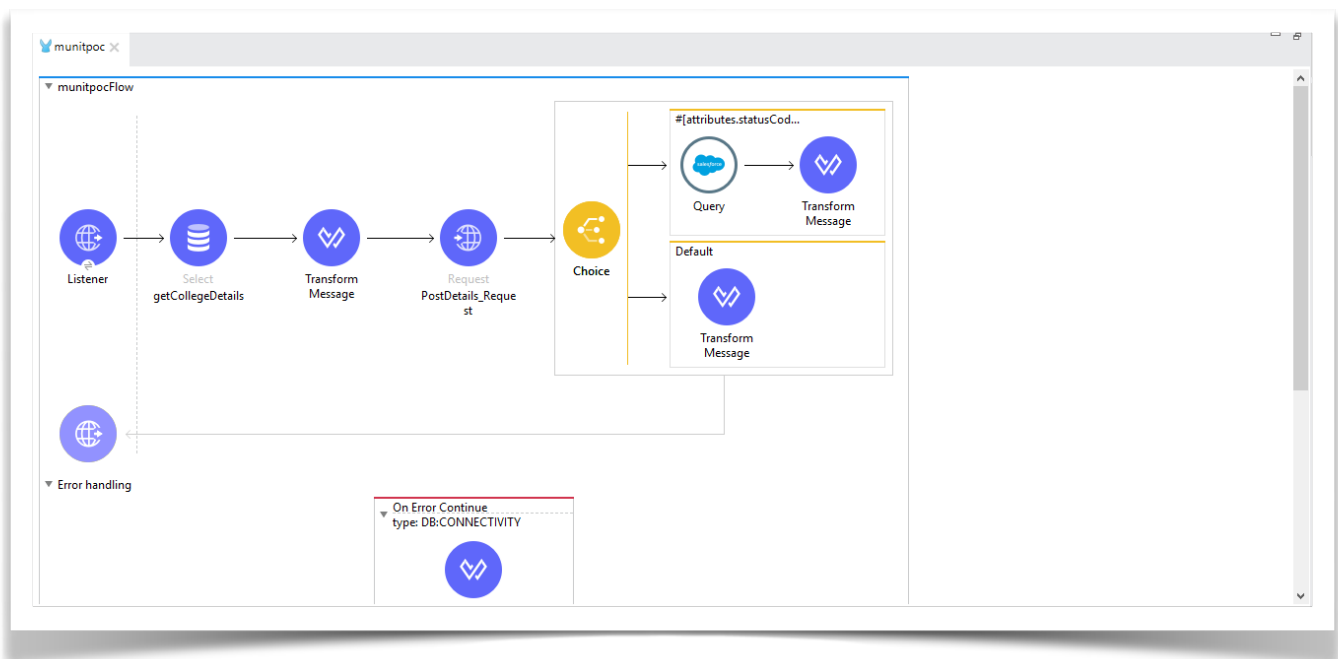 munitpoc
munitpocFlow
#[attributes.statusCod...
salesforce
Query
Transform
Message
Listener
Select
getCollegeDetails
Transform
Message
Request
PostDetails_Reque
st
Choice
Default
Transform
Message
Error handling
On Error Continue
type: DB:CONNECTIVITY